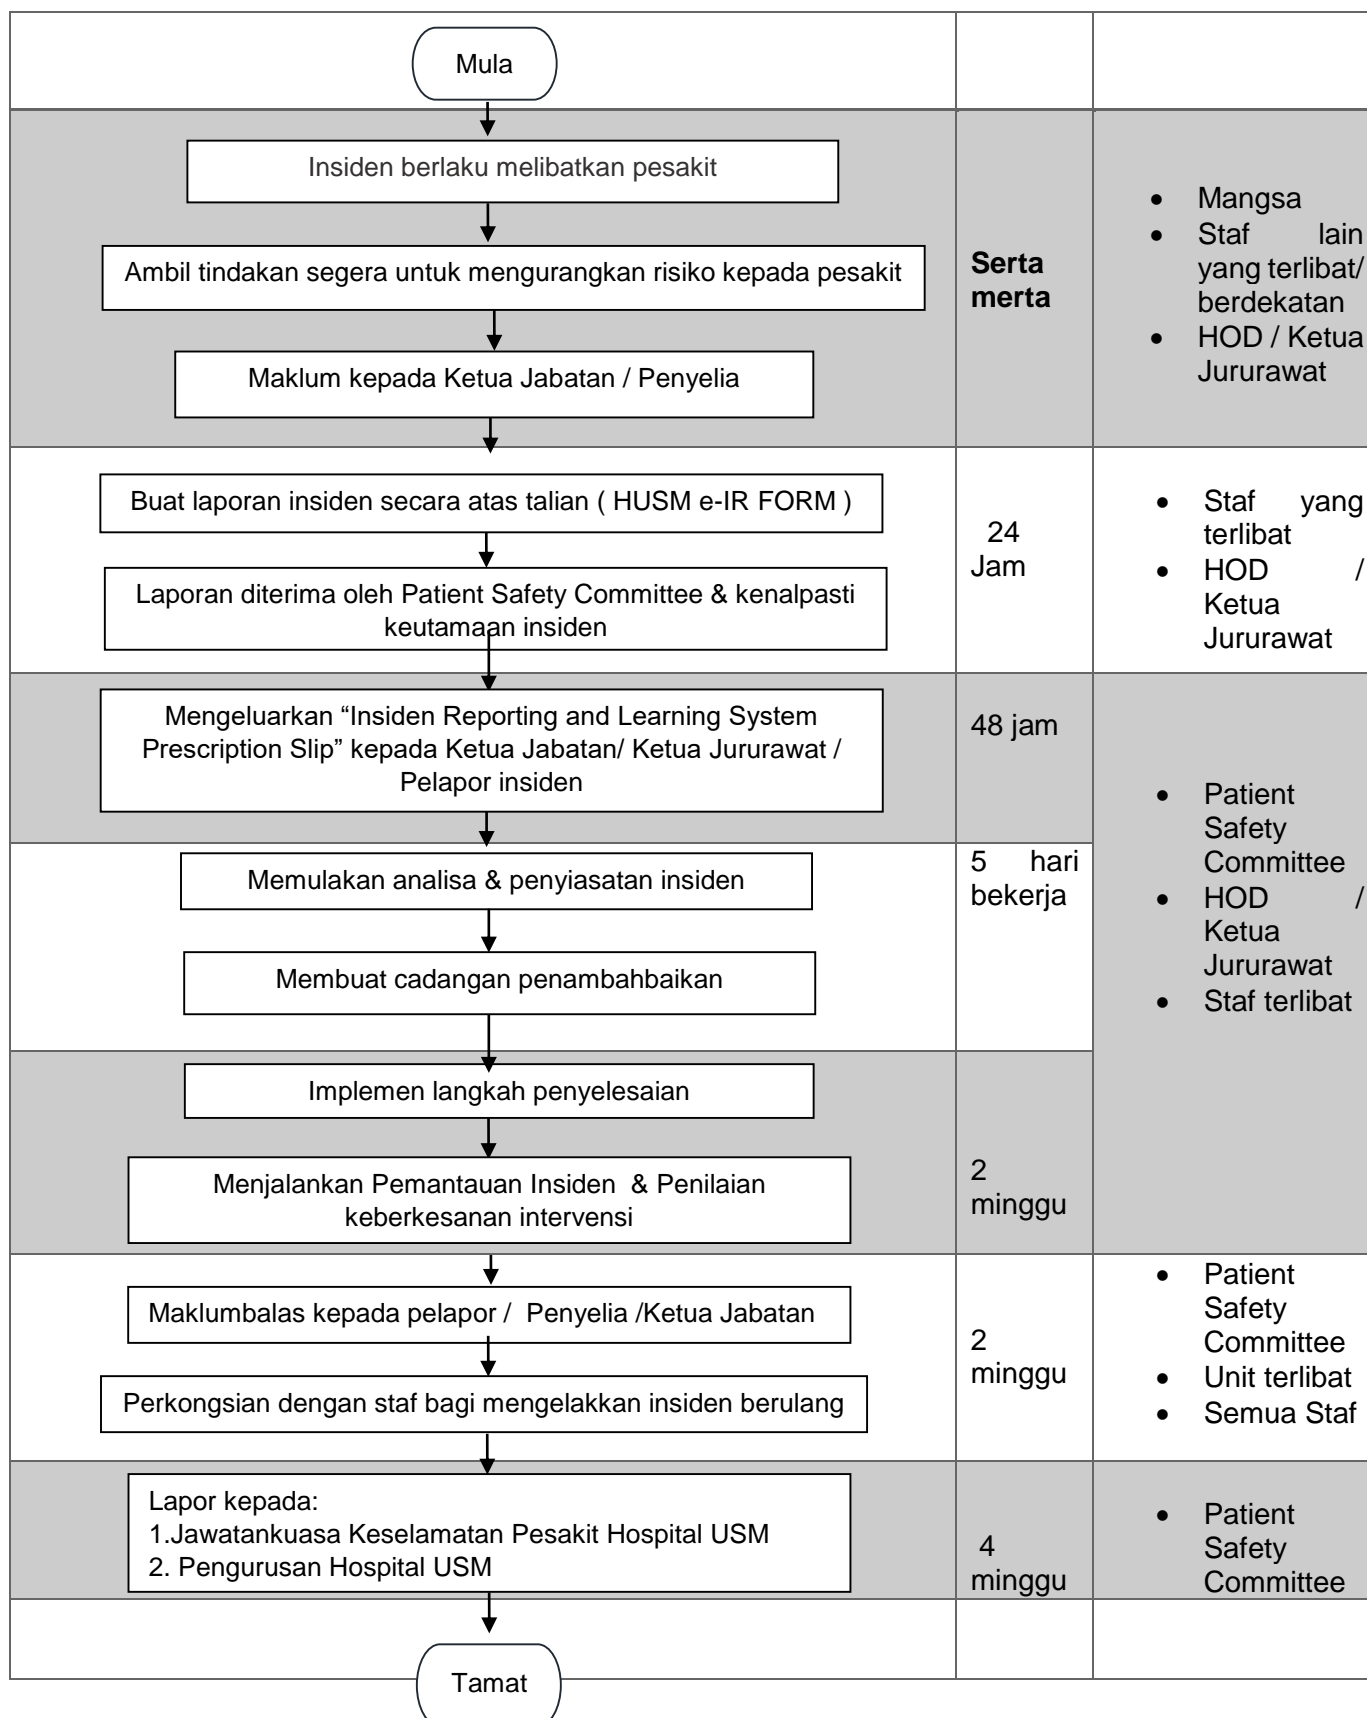 Mula
Insiden berlaku melibatkan pesakit
Ambil tindakan segera untuk mengurangkan risiko kepada pesakit
Maklum kepada Ketua Jabatan / Penyelia
Serta
merta
• Mangsa
• Staf lain
yang terlibat/
berdekatan
• HOD / Ketua
Jururawat
Buat laporan insiden secara atas talian ( HUSM e-IR FORM )
Laporan diterima oleh Patient Safety Committee & kenalpasti
keutamaan insiden
24
Jam
• Staf yang
terlibat
• HOD /
Ketua
Jururawat
Mengeluarkan “Insiden Reporting and Learning System
Prescription Slip” kepada Ketua Jabatan/ Ketua Jururawat /
Pelapor insiden
48 jam
Memulakan analisa & penyiasatan insiden
Membuat cadangan penambahbaikan
5 hari
bekerja
Implemen langkah penyelesaian
Menjalankan Pemantauan Insiden & Penilaian
keberkesanan intervensi
2
minggu
• Patient
Safety
Committee
• HOD /
Ketua
Jururawat
• Staf terlibat
Maklumbalas kepada pelapor / Penyelia /Ketua Jabatan
Perkongsian dengan staf bagi mengelakkan insiden berulang
2
minggu
• Patient
Safety
Committee
• Unit terlibat
• Semua Staf
Lapor kepada:
1.Jawatankuasa Keselamatan Pesakit Hospital USM
2. Pengurusan Hospital USM
4
minggu
• Patient
Safety
Committee
Tamat